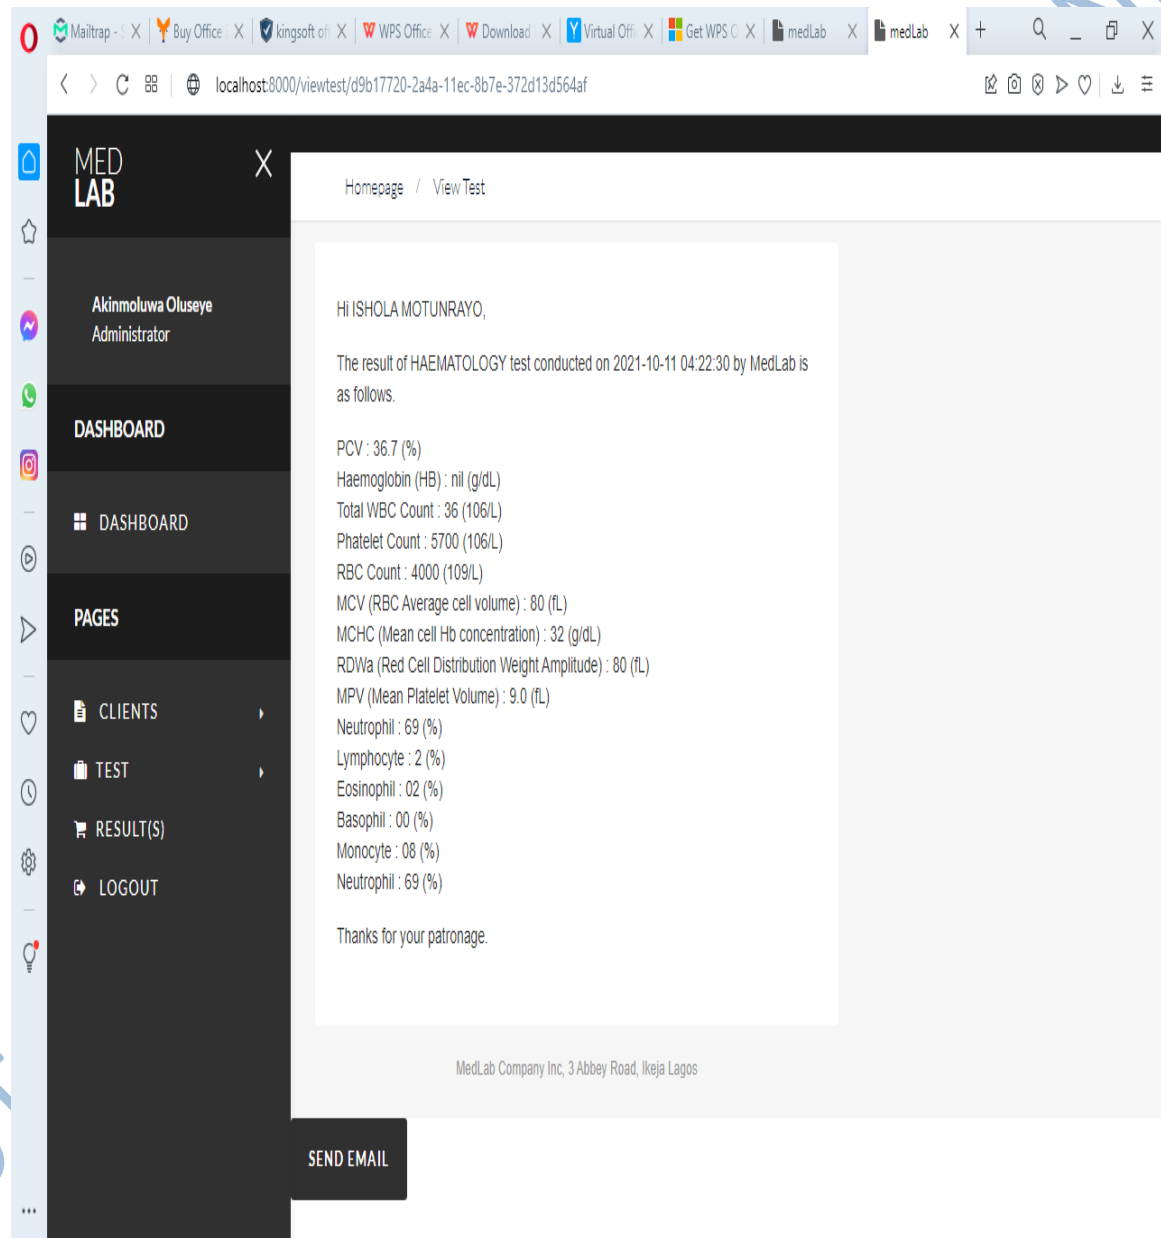 Mailtrap - S
Buy Office
kingsoft off
WPS Office
Download
Virtual Offi
Get WPS O
medLab
medLab
localhost:8000/viewtest/d9b17720-2a4a-11ec-8b7e-372d13d564af
MED
LAB
Homepage / View Test
Akinmoluwa Oluseye
Administrator
DASHBOARD
DASHBOARD
PAGES
CLIENTS
TEST
RESULT(S)
LOGOUT
Hi ISHOLA MOTUNRAYO,
The result of HAEMATOLOGY test conducted on 2021-10-11 04:22:30 by MedLab is
as follows.
PCV : 36.7 (%)
Haemoglobin (HB) : nil (g/dL)
Total WBC Count : 36 (106/L)
Phatelet Count : 5700 (106/L)
RBC Count : 4000 (109/L)
MCV (RBC Average cell volume) : 80 (fL)
MCHC (Mean cell Hb concentration) : 32 (g/dL)
RDWa (Red Cell Distribution Weight Amplitude) : 80 (fL)
MPV (Mean Platelet Volume) : 9.0 (fL)
Neutrophil : 69 (%)
Lymphocyte : 2 (%)
Eosinophil : 02 (%)
Basophil : 00 (%)
Monocyte : 08 (%)
Neutrophil : 69 (%)
Thanks for your patronage.
MedLab Company Inc, 3 Abbey Road, Ikeja Lagos
SEND EMAIL